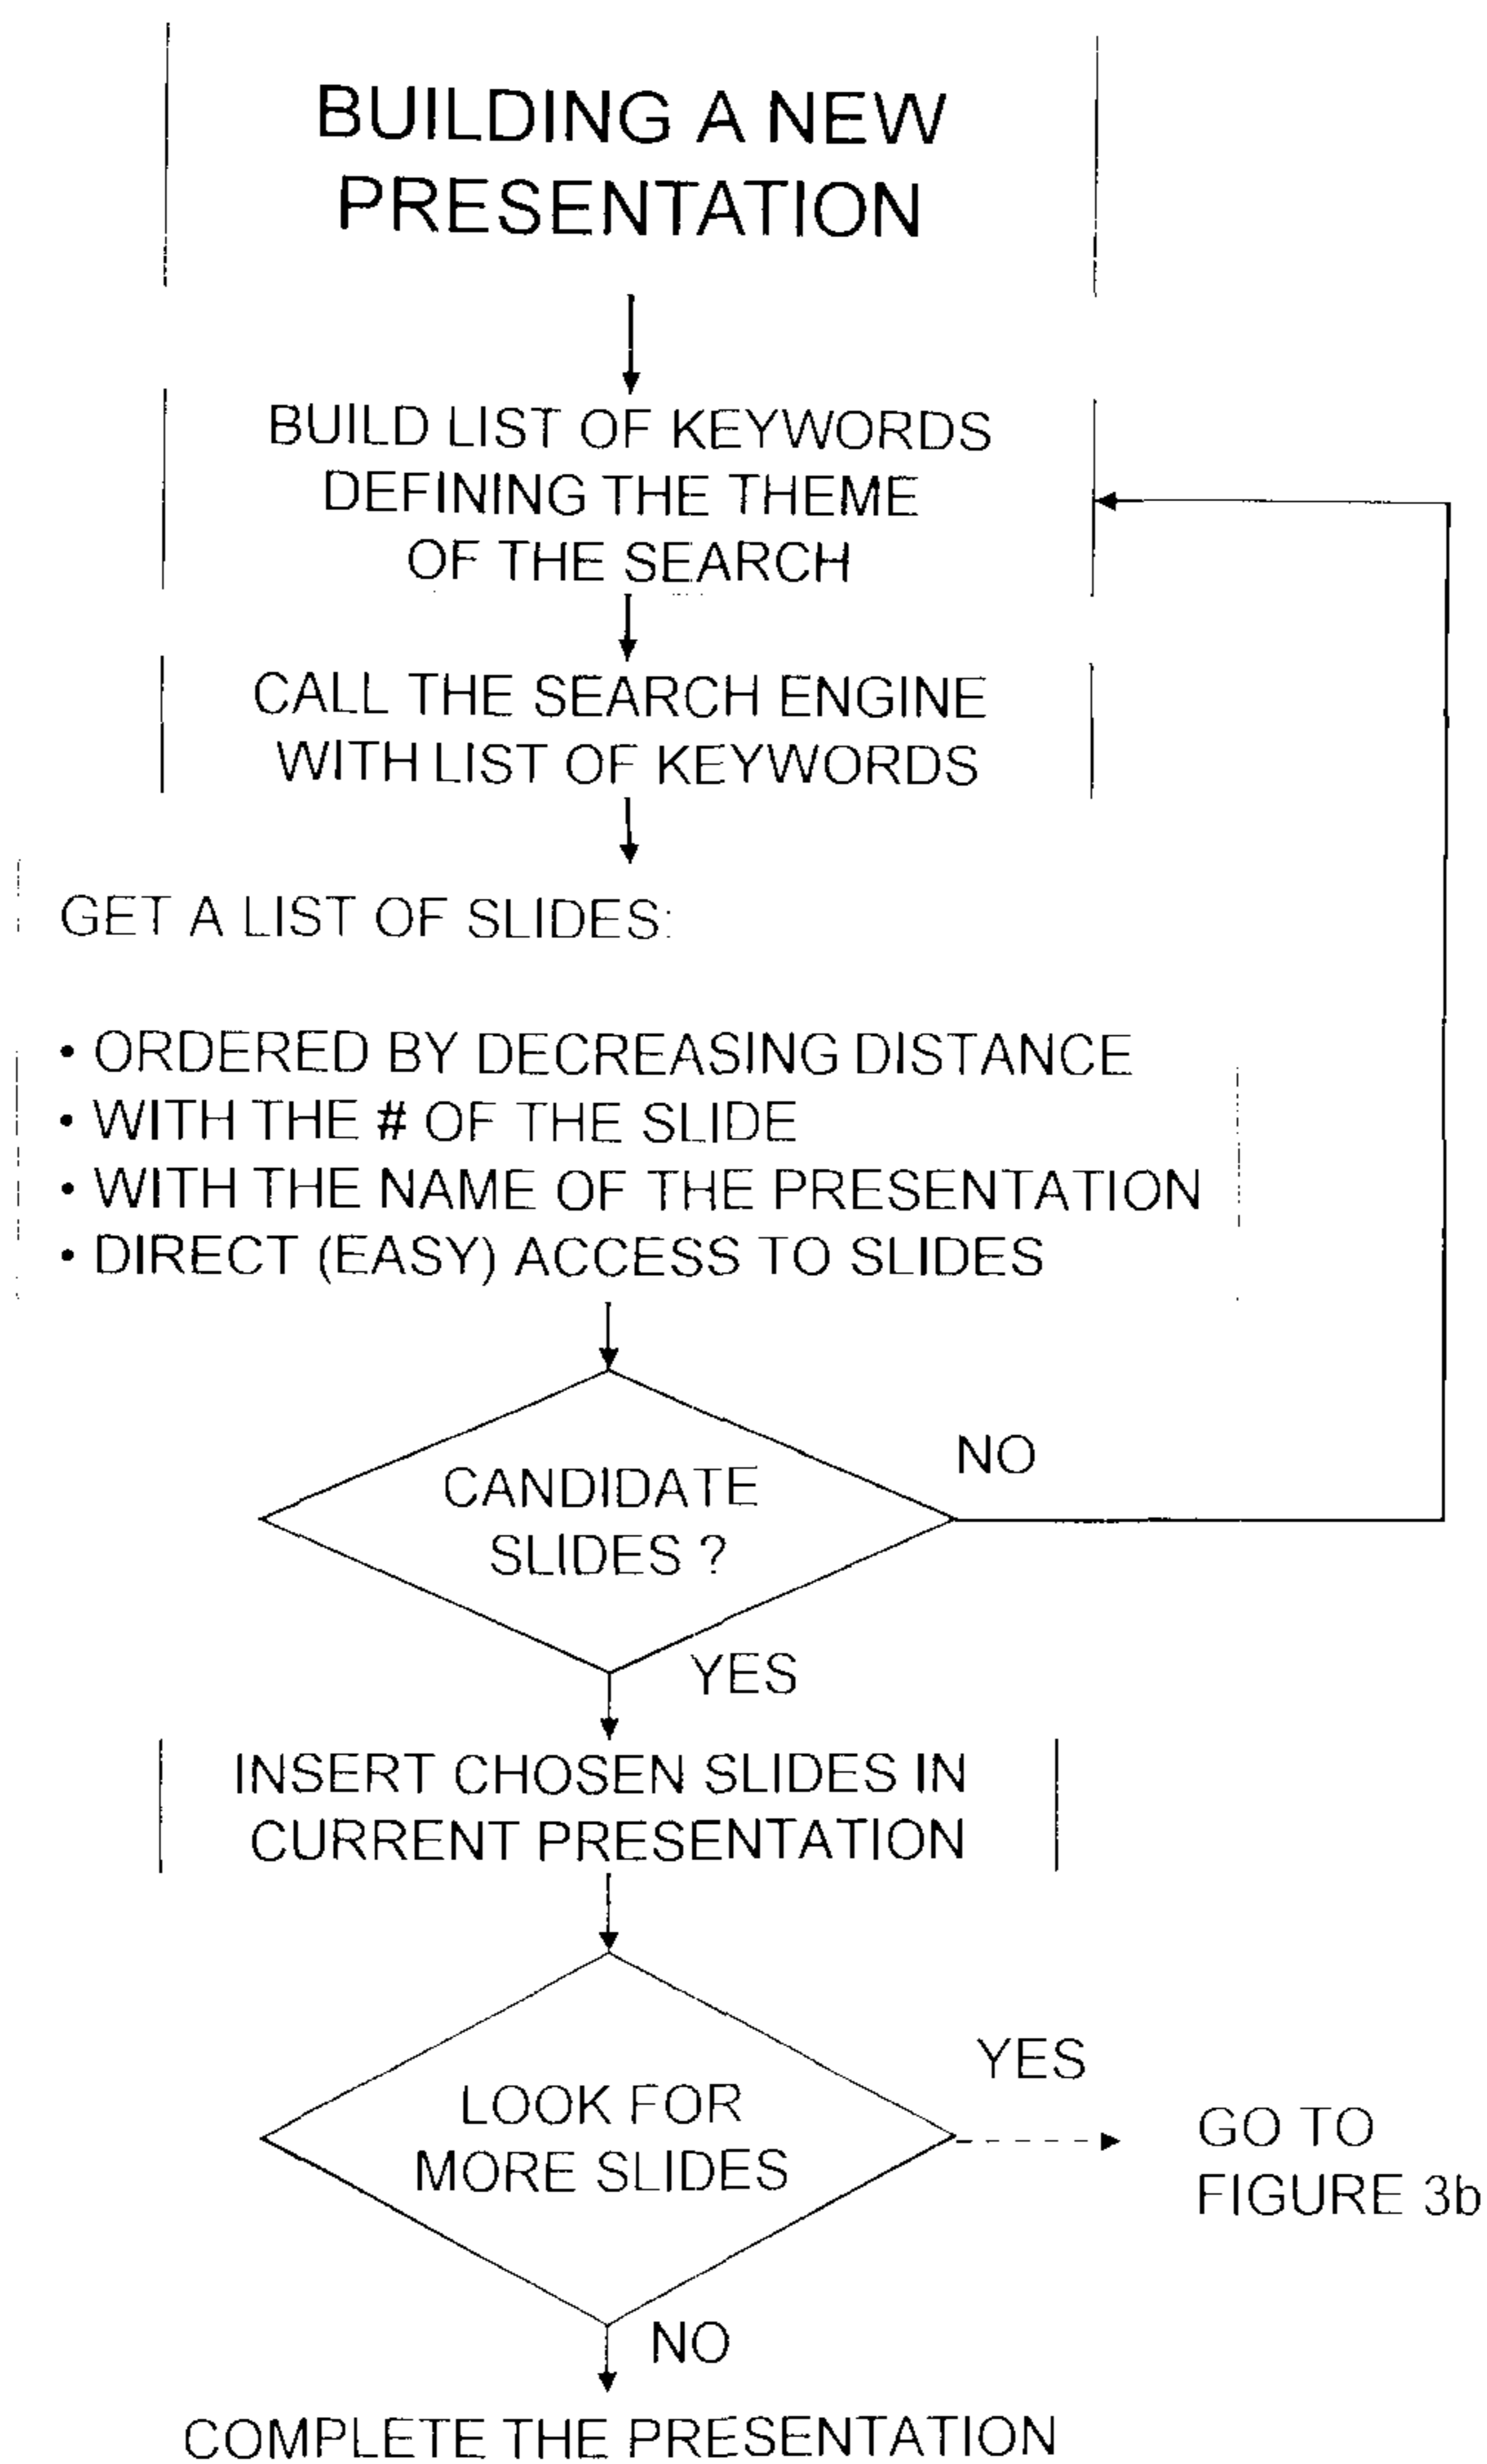 BUILDING A NEW
PRESENTATION
BUILD LIST OF KEYWORDS
DEFINING THE THEME
OF THE SEARCH
CALL THE SEARCH ENGINE
WITH LIST OF KEYWORDS
GET A LIST OF SLIDES:
• ORDERED BY DECREASING DISTANCE
• WITH THE # OF THE SLIDE
• WITH THE NAME OF THE PRESENTATION
• DIRECT (EASY) ACCESS TO SLIDES
NO
CANDIDATE
SLIDES ?
YES
INSERT CHOSEN SLIDES IN
CURRENT PRESENTATION
YES
LOOK FOR
MORE SLIDES
GO TO
FIGURE 3b
NO
COMPLETE THE PRESENTATION